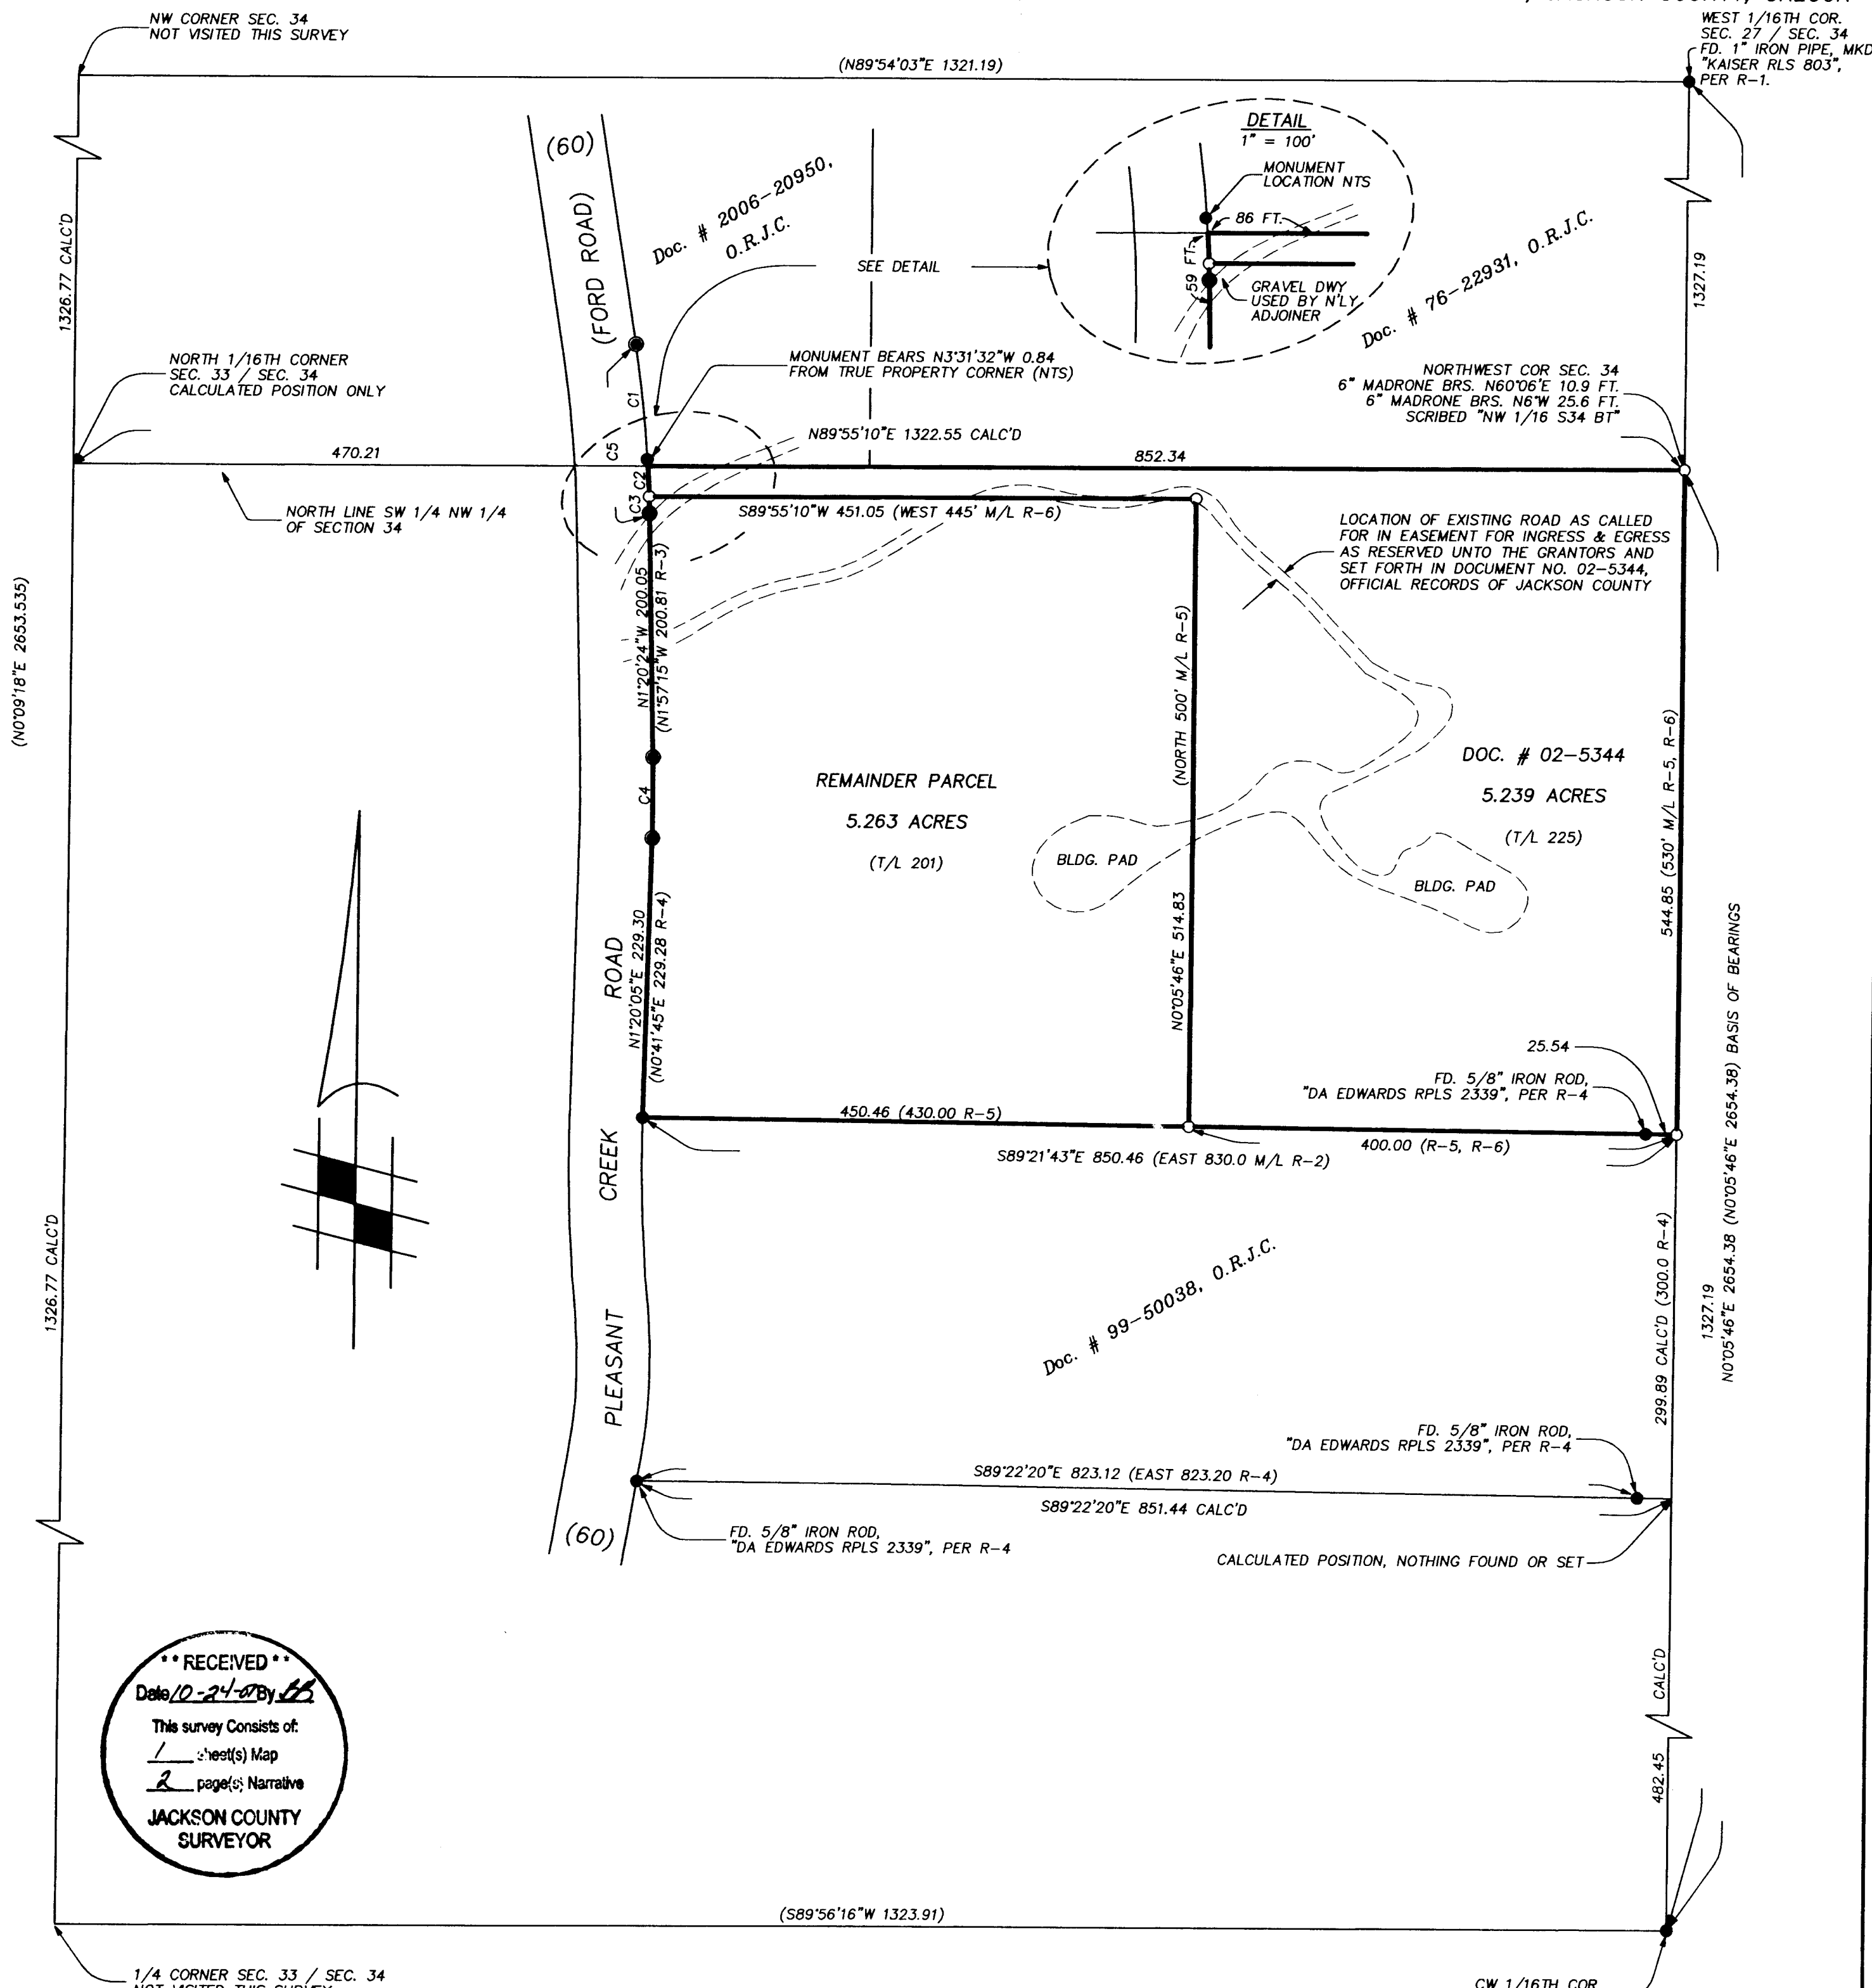 , JACKSON COUNTY, OREGON
NW CORNER SEC. 34
NOT VISITED THIS SURVEY
WEST 1/16TH COR.
SEC. 27 / SEC. 34
FD. 1" IRON PIPE, MKD
"KAISER RLS 803",
PER R-1.
(N89°54'03"E 1321.19)
(60)
(FORD ROAD)
Doc. # 2006-20950,
O.R.J.C.
DETAIL
1" = 100'
MONUMENT
LOCATION NTS
86 FT.
59 FT.
GRAVEL DWY
USED BY N'LY
ADJOINER
SEE DETAIL
Doc. # 76-22931, O.R.J.C.
1326.77 CALC'D
1327.19
NORTH 1/16TH CORNER
SEC. 33 / SEC. 34
CALCULATED POSITION ONLY
MONUMENT BEARS N3°31'32"W 0.84
FROM TRUE PROPERTY CORNER (NTS)
NORTHWEST COR SEC. 34
6" MADRONE BRS. N60°06'E 10.9 FT.
6" MADRONE BRS. N6°W 25.6 FT.
SCRIBED "NW 1/16 S34 BT"
C1
C5
C2
C3
N89°55'10"E 1322.55 CALC'D
470.21
852.34
NORTH LINE SW 1/4 NW 1/4
OF SECTION 34
S89°55'10"W 451.05 (WEST 445' M/L R-6)
LOCATION OF EXISTING ROAD AS CALLED
FOR IN EASEMENT FOR INGRESS & EGRESS
AS RESERVED UNTO THE GRANTORS AND
SET FORTH IN DOCUMENT NO. 02-5344,
OFFICIAL RECORDS OF JACKSON COUNTY
(N0°09'18"E 2653.535)
N1°20'24"W 200.05
(N1°57'15"W 200.81 R-3)
(NORTH 500' M/L R-5)
N0°05'46"E 514.83
C4
REMAINDER PARCEL
5.263 ACRES
(T/L 201)
DOC. # 02-5344
5.239 ACRES
(T/L 225)
BLDG. PAD
BLDG. PAD
544.85 (530' M/L R-5, R-6)
N1°20'05"E 229.30
(N0°41'45"E 229.28 R-4)
25.54
FD. 5/8" IRON ROD,
"DA EDWARDS RPLS 2339", PER R-4
450.46 (430.00 R-5)
400.00 (R-5, R-6)
S89°21'43"E 850.46 (EAST 830.0 M/L R-2)
PLEASANT CREEK ROAD
1326.77 CALC'D
Doc. # 99-50038, O.R.J.C.
299.89 CALC'D (300.0 R-4)
1327.19
N0°05'46"E 2654.38 (N0°05'46"E 2654.38) BASIS OF BEARINGS
FD. 5/8" IRON ROD,
"DA EDWARDS RPLS 2339", PER R-4
S89°22'20"E 823.12 (EAST 823.20 R-4)
S89°22'20"E 851.44 CALC'D
(60)
FD. 5/8" IRON ROD,
"DA EDWARDS RPLS 2339", PER R-4
CALCULATED POSITION, NOTHING FOUND OR SET
482.45 CALC'D
** RECEIVED **
Date 10-24-07 By
This survey Consists of:
1 sheet(s) Map
2 page(s) Narrative
JACKSON COUNTY
SURVEYOR
(S89°56'16"W 1323.91)
1/4 CORNER SEC. 33 / SEC. 34
NOT VISITED THIS SURVEY
CW 1/16TH COR